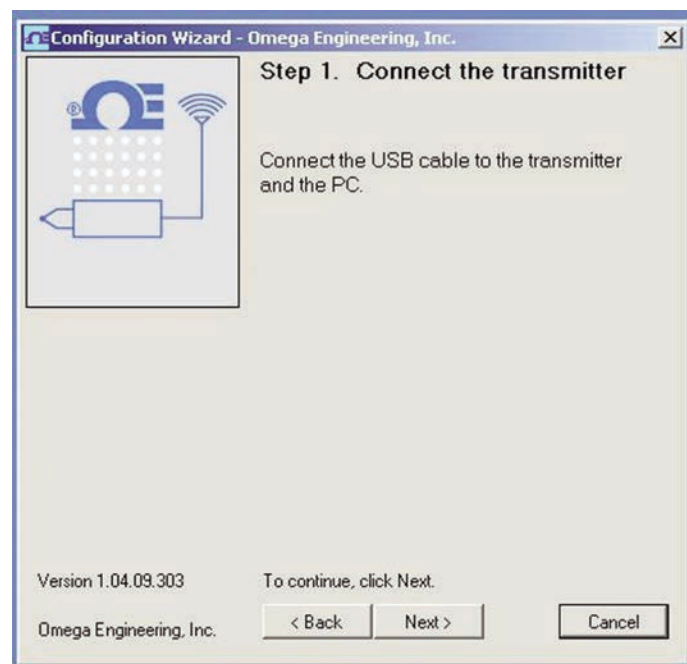 Configuration Wizard - Omega Engineering, Inc.
Step 1. Connect the transmitter
Connect the USB cable to the transmitter
and the PC.
Version 1.04.09.303
To continue, click Next.
Omega Engineering, Inc.
< Back
Next >
Cancel